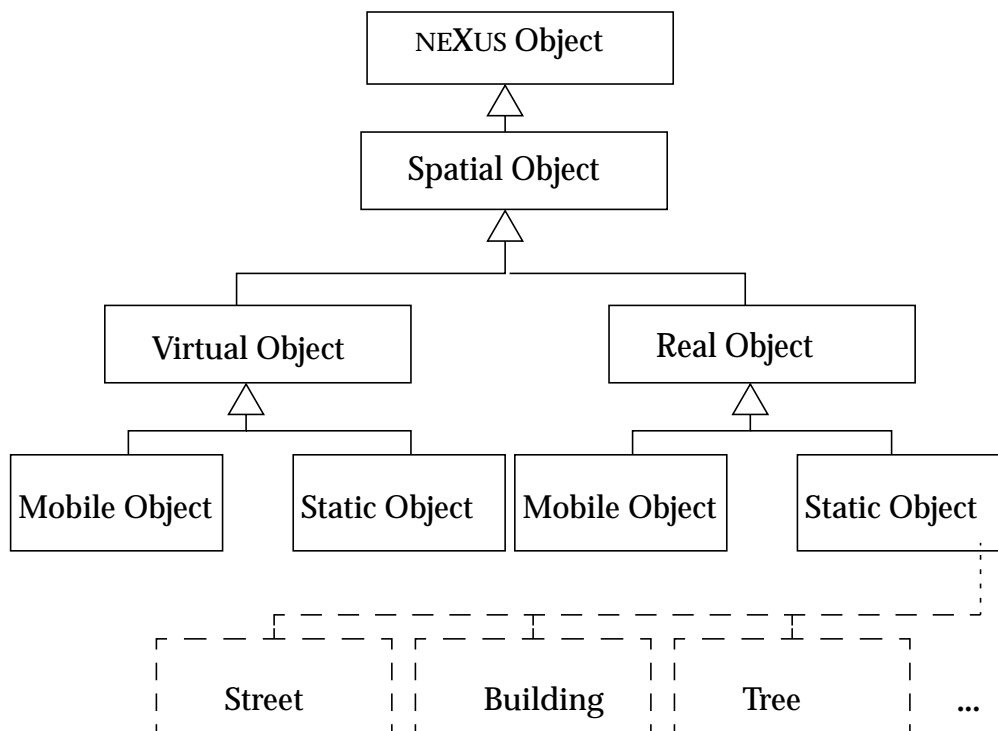 NEXUS Object
Spatial Object
Virtual Object
Real Object
Mobile Object
Static Object
Mobile Object
Static Object
Street
Building
Tree
...